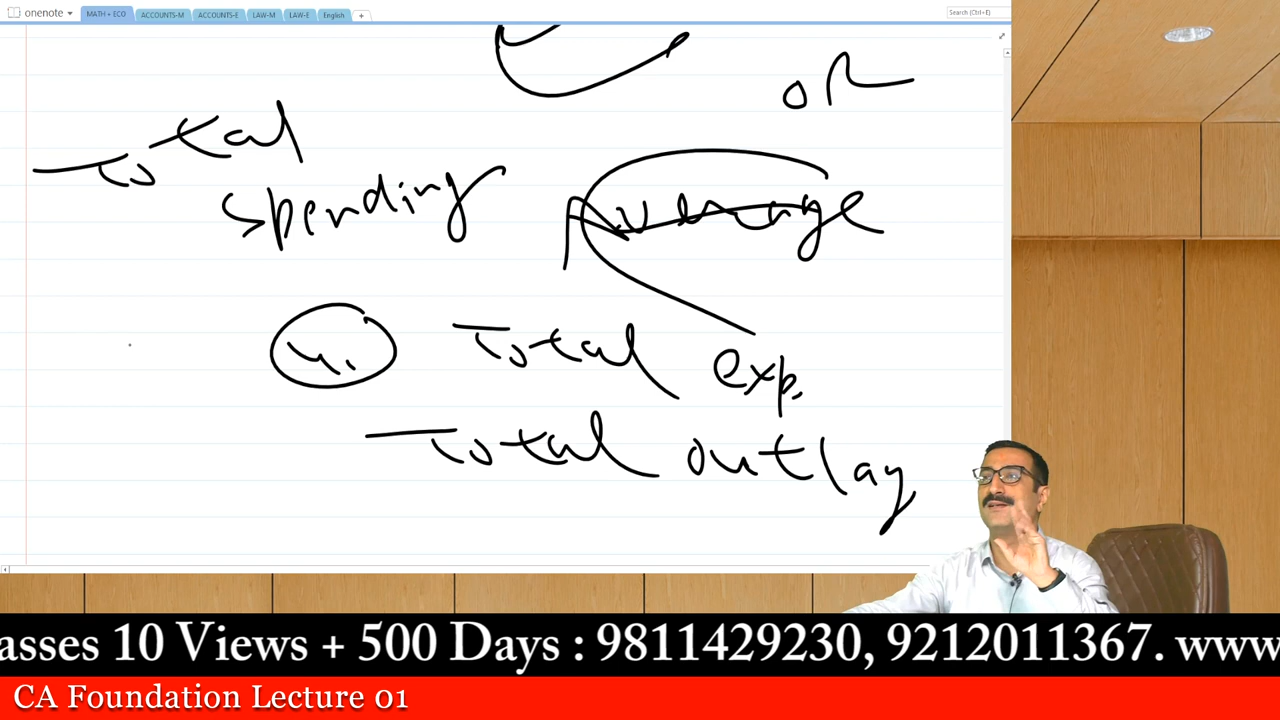 onenote
MATH + ECO ACCOUNTS-M ACCOUNTS-E LAW-M LAW-E English +
Search (Ctrl+E)
or
Total
spending
Average
4.
Total exp.
Total outlay
asses 10 Views + 500 Days : 9811429230, 9212011367. www
CA Foundation Lecture 01